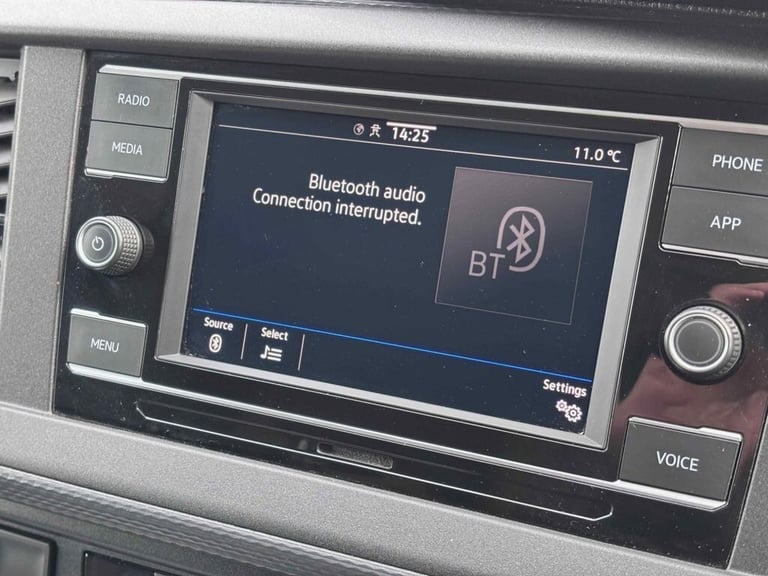 RADIO
MEDIA
MENU
14:25
11.0 °C
Bluetooth audio
Connection interrupted.
BT
Source
Select
Settings
PHONE
APP
VOICE